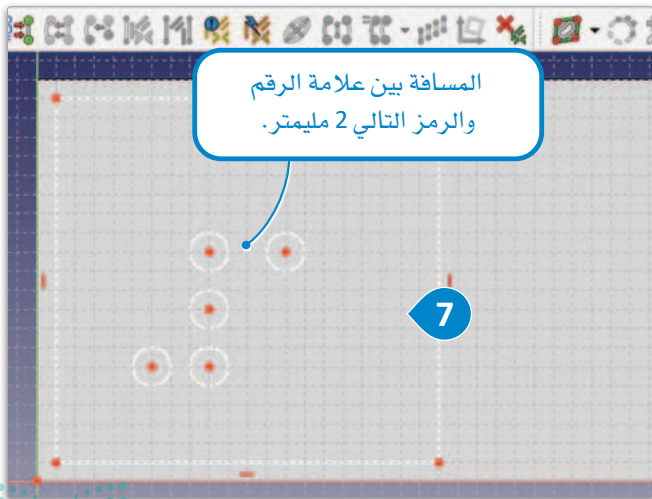 المسافة بين علامة الرقم
والرمز التالي 2 مليمتر.
7